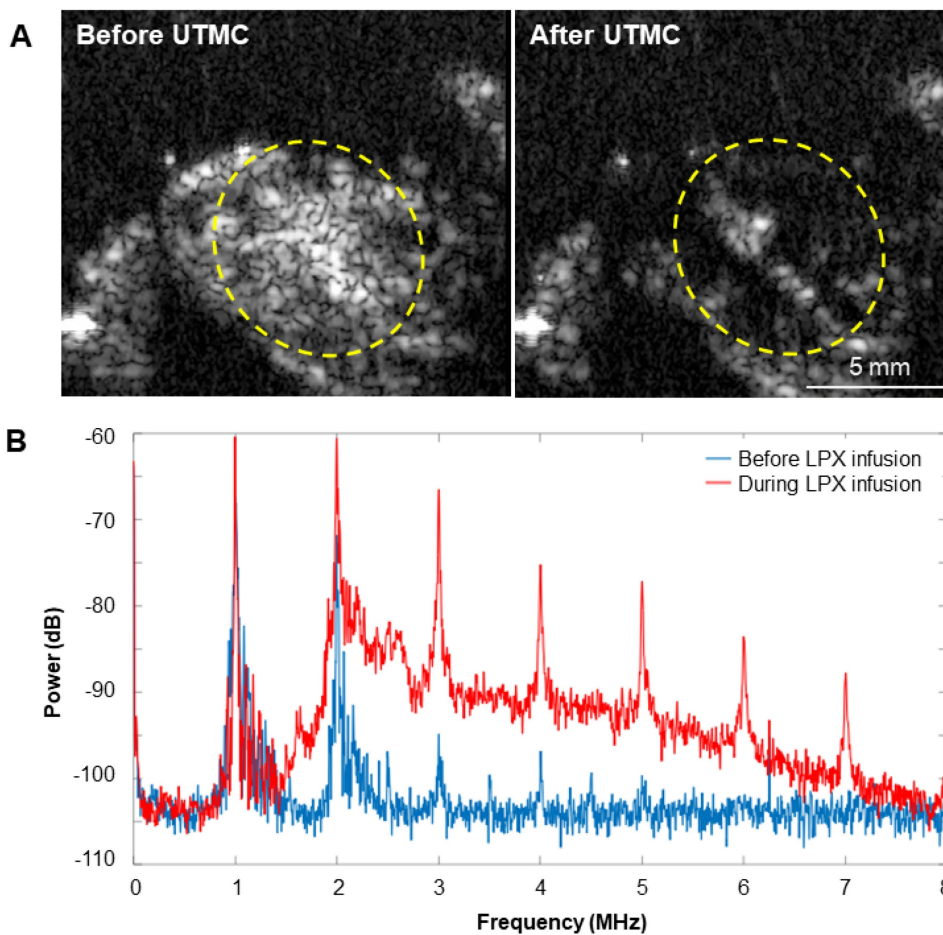 A
Before UTMC
After UTMC
5 mm
B
-60
-70
-80
-90
-100
-110
Power (dB)
Before LPX infusion
During LPX infusion
0
1
2
3
4
5
6
7
8
Frequency (MHz)